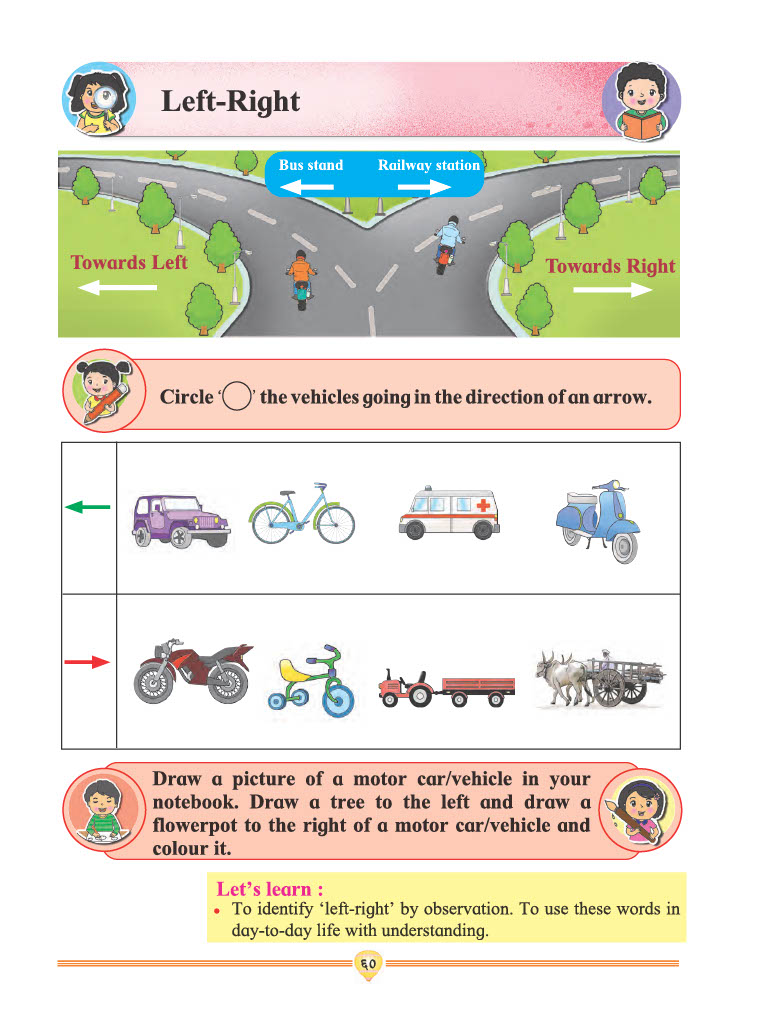 Left-Right
Bus stand
Railway station
Towards Left
Towards Right
Circle ‘◯’ the vehicles going in the direction of an arrow.
Draw a picture of a motor car/vehicle in your
notebook. Draw a tree to the left and draw a
flowerpot to the right of a motor car/vehicle and
colour it.
Let’s learn :
• To identify ‘left-right’ by observation. To use these words in
day-to-day life with understanding.
६०